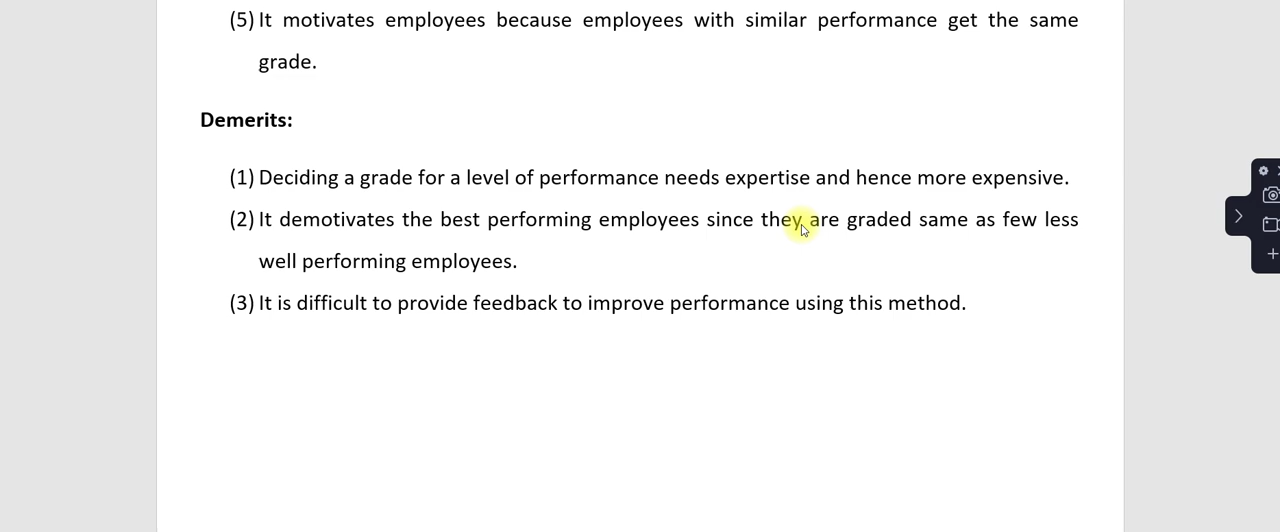 (5) It motivates employees because employees with similar performance get the same
grade.
Demerits:
(1) Deciding a grade for a level of performance needs expertise and hence more expensive.
(2) It demotivates the best performing employees since they are graded same as few less
well performing employees.
(3) It is difficult to provide feedback to improve performance using this method.